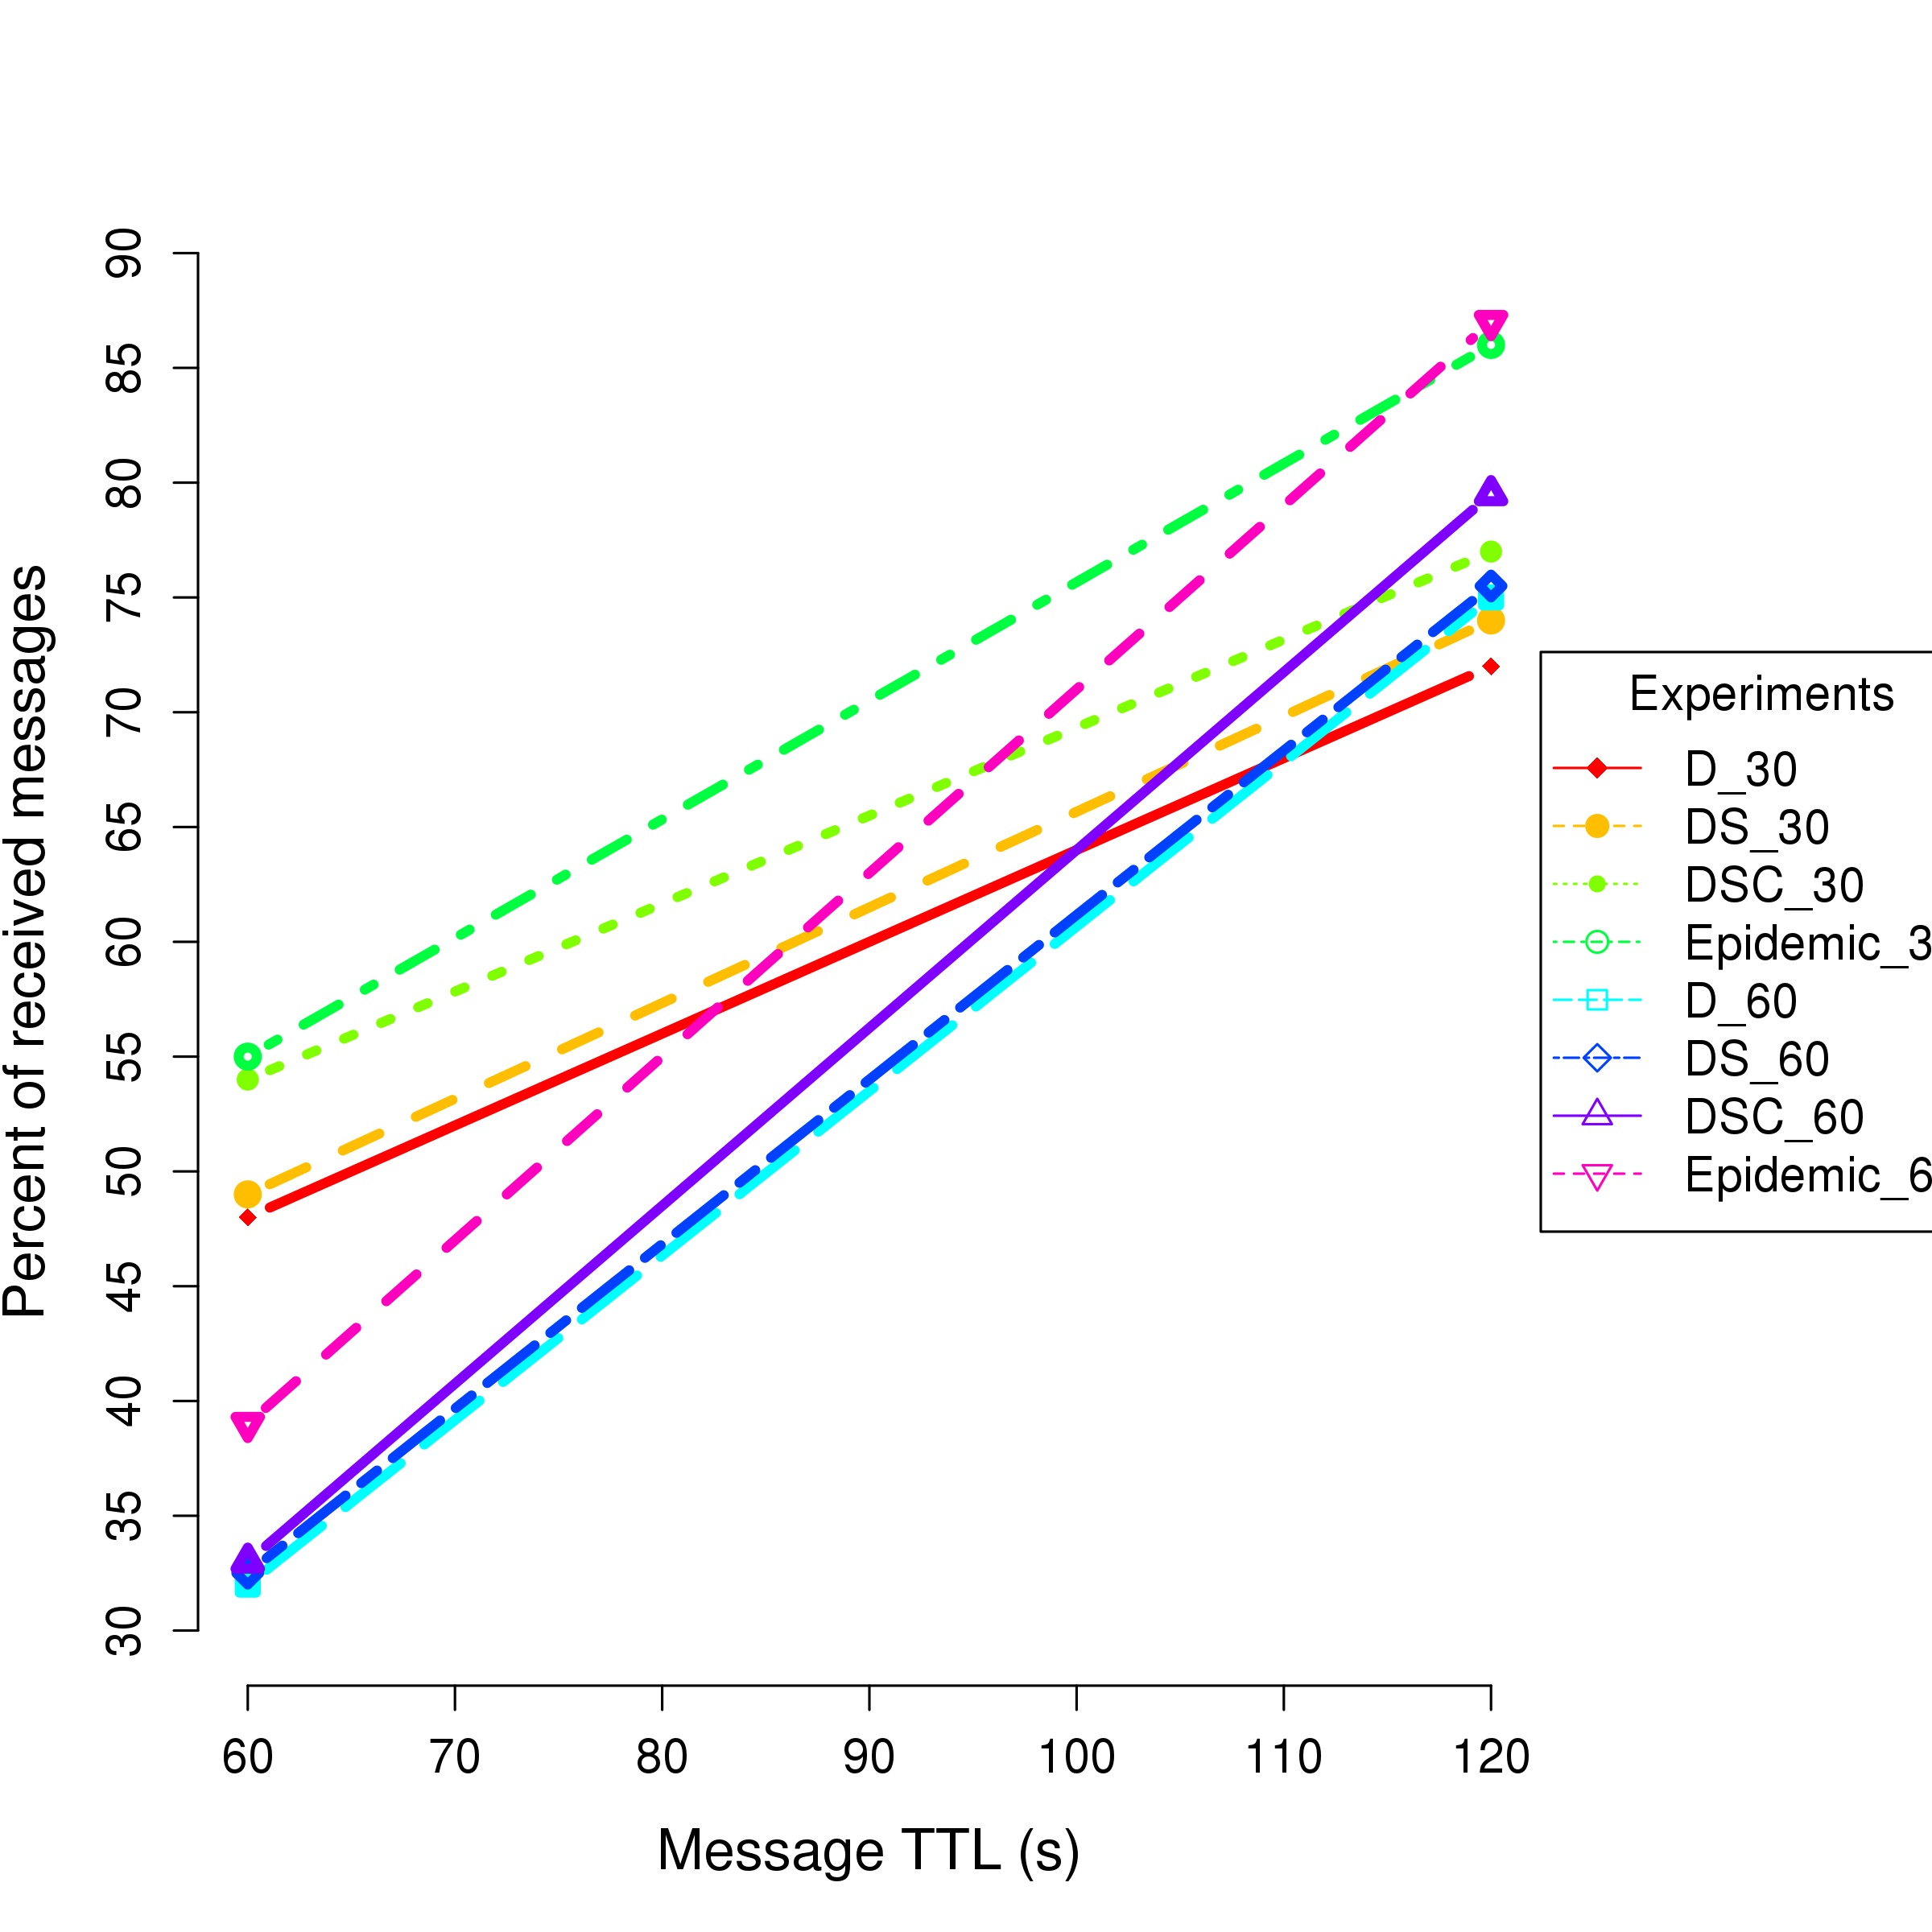 Percent of received messages
90
85
80
75
70
65
60
55
50
45
40
35
30
60 70 80 90 100 110 120
Message TTL (s)
Experiments
D_30
DS_30
DSC_30
Epidemic_3
D_60
DS_60
DSC_60
Epidemic_6